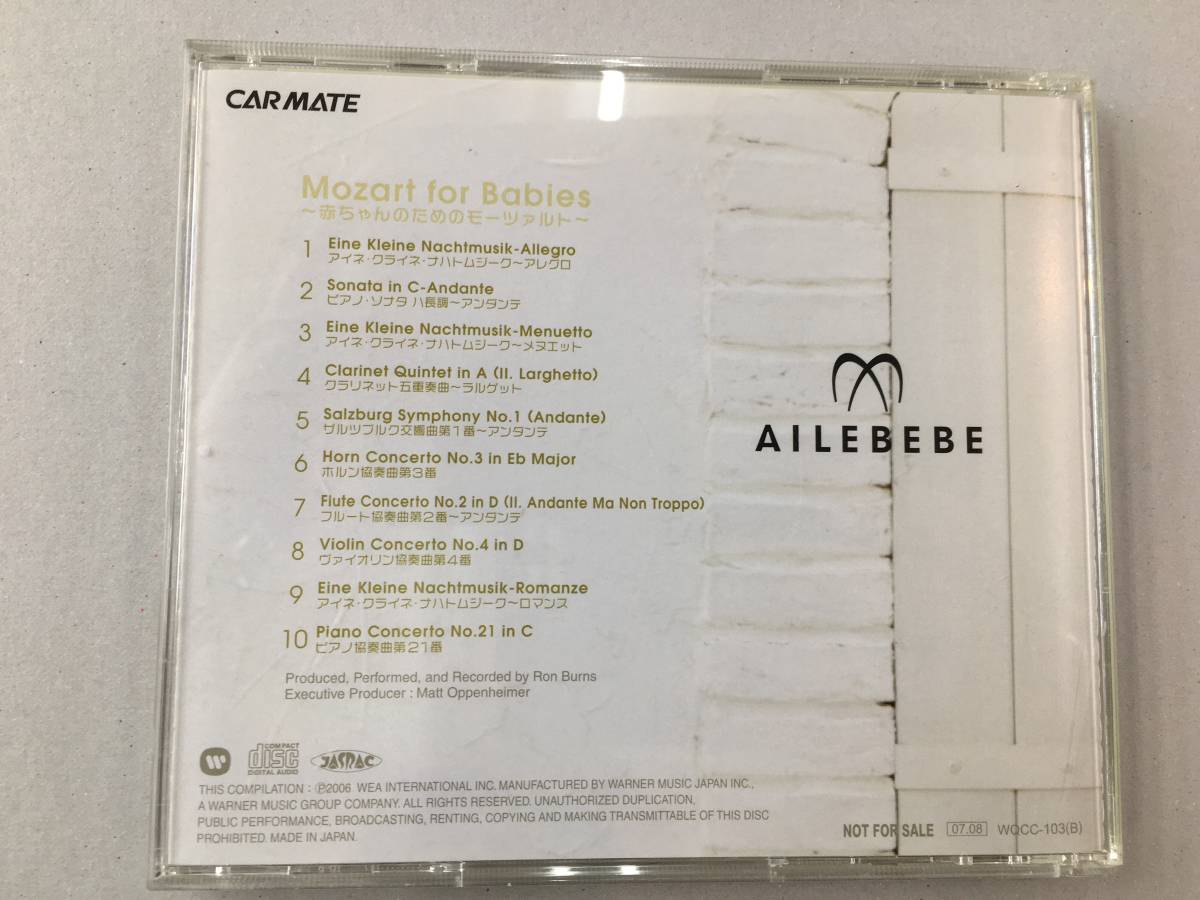 CARMATE
Mozart for Babies
～赤ちゃんのためのモーツァルト～
1 Eine Kleine Nachtmusik-Allegro
アイネ・クライネ・ナハトムジーク～アレグロ
2 Sonata in C-Andante
ピアノ・ソナタ ハ長調～アンダンテ
3 Eine Kleine Nachtmusik-Menuetto
アイネ・クライネ・ナハトムジーク～メヌエット
4 Clarinet Quintet in A (II. Larghetto)
クラリネット五重奏曲～ラルゲット
5 Salzburg Symphony No.1 (Andante)
ザルツブルク交響曲第1番～アンダンテ
6 Horn Concerto No.3 in Eb Major
ホルン協奏曲第3番
7 Flute Concerto No.2 in D (II. Andante Ma Non Troppo)
フルート協奏曲第2番～アンダンテ
8 Violin Concerto No.4 in D
ヴァイオリン協奏曲第4番
9 Eine Kleine Nachtmusik-Romanze
アイネ・クライネ・ナハトムジーク～ロマンス
10 Piano Concerto No.21 in C
ピアノ協奏曲第21番
AILEBEBE
Produced, Performed, and Recorded by Ron Burns
Executive Producer : Matt Oppenheimer
COMPACT
disc
DIGITAL AUDIO
JASRAC
THIS COMPILATION : ℗2006 WEA INTERNATIONAL INC. MANUFACTURED BY WARNER MUSIC JAPAN INC.,
A WARNER MUSIC GROUP COMPANY. ALL RIGHTS RESERVED. UNAUTHORIZED DUPLICATION,
PUBLIC PERFORMANCE, BROADCASTING, RENTING, COPYING AND MAKING TRANSMITTABLE OF THIS DISC
PROHIBITED. MADE IN JAPAN.
NOT FOR SALE 07.08 WQCC-103(B)